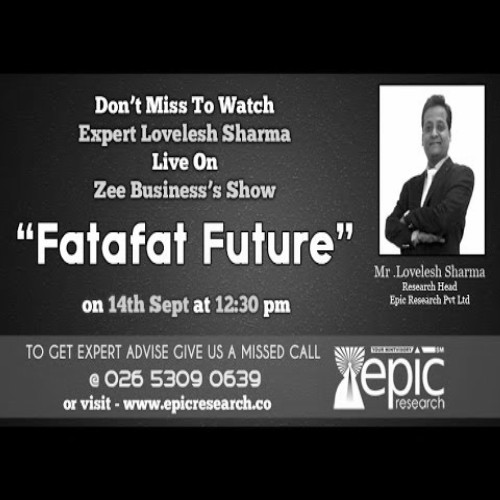 Don't Miss To Watch
Expert Lovelesh Sharma
Live On
Zee Business's Show
“Fatafat Future”
on 14th Sept at 12:30 pm
Mr .Lovelesh Sharma
Research Head
Epic Research Pvt Ltd
TO GET EXPERT ADVISE GIVE US A MISSED CALL
@ 026 5309 0639
or visit - www.epicresearch.co
SM
epic
research